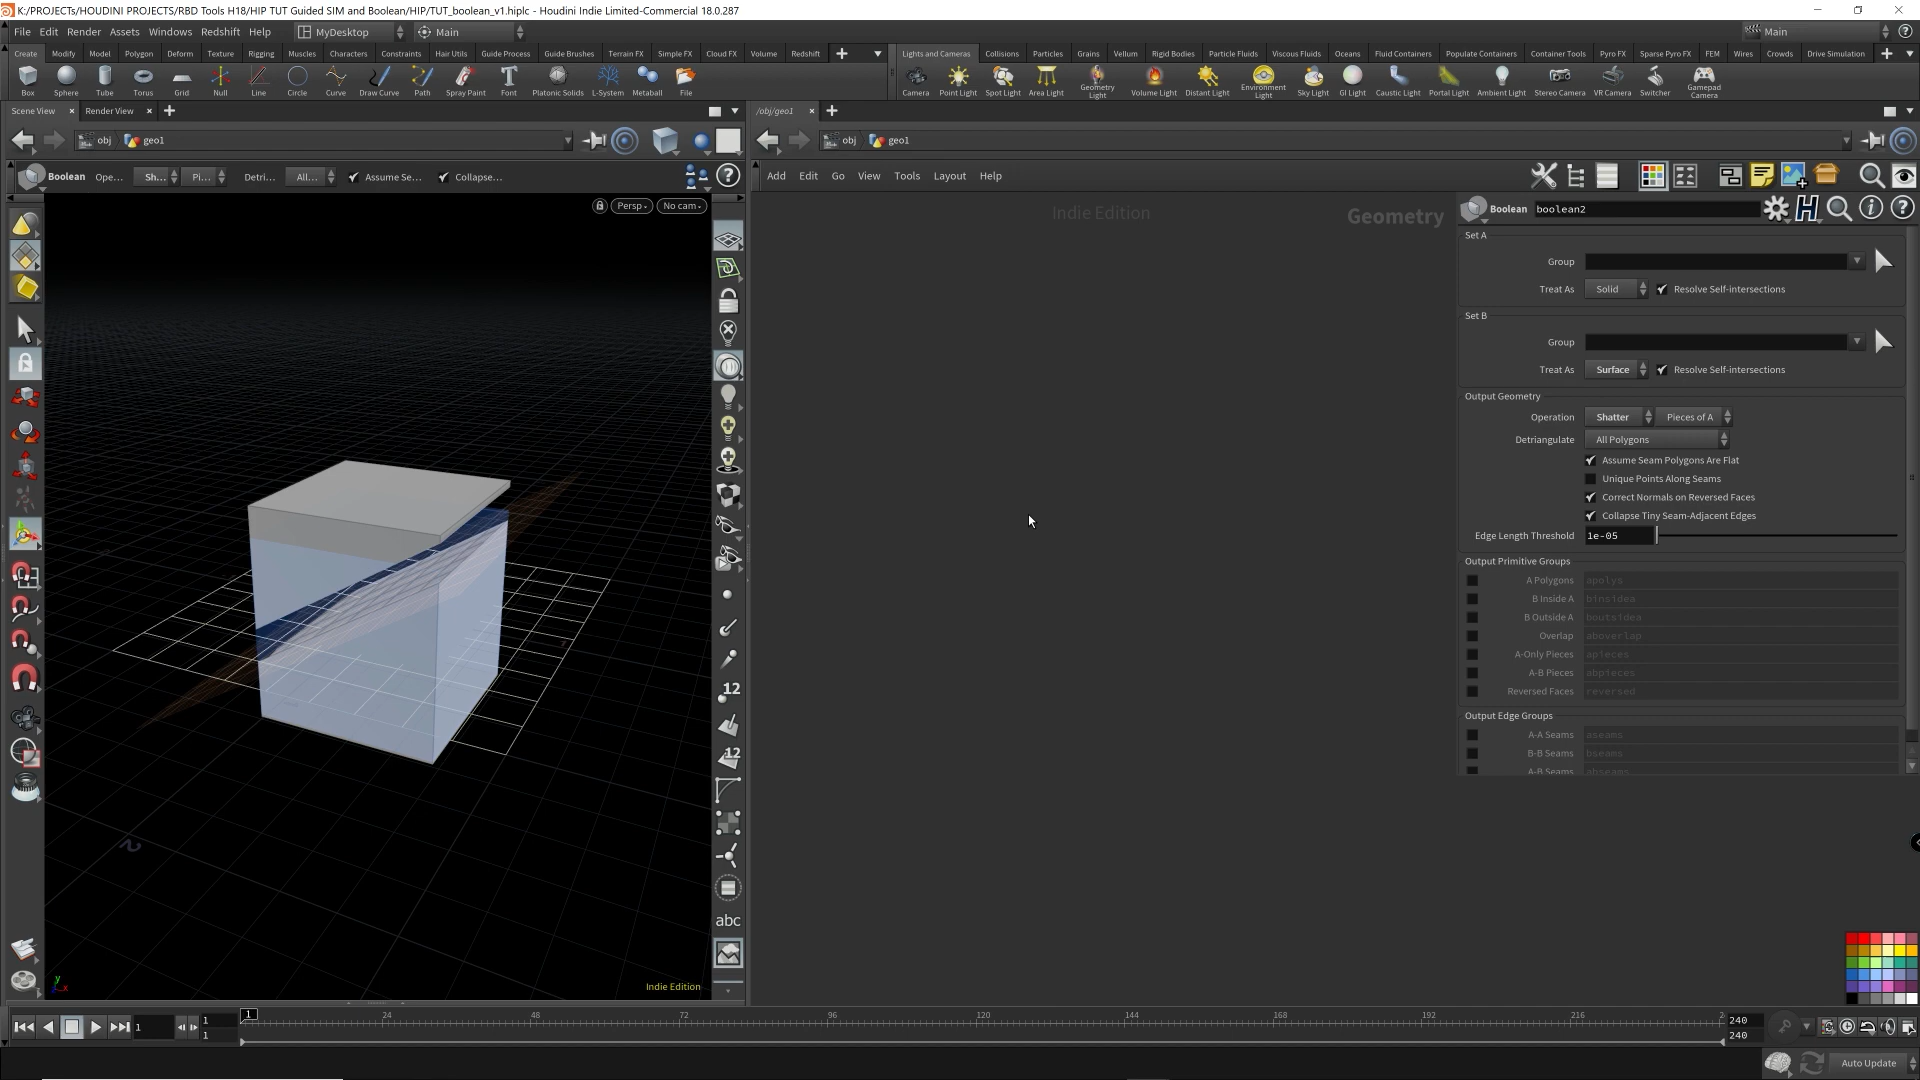 K:/PROJECTs/HOUDINI PROJECTS/RBD Tools H18/HIP TUT Guided SIM and Boolean/HIP/TUT_boolean_v1.hiplc - Houdini Indie Limited-Commercial 18.0.287
File Edit Render Assets Windows Redshift Help MyDesktop Main Main
Create Modify Model Polygon Deform Texture Rigging Muscles Characters Constraints Hair Utils Guide Process Guide Brushes Terrain FX Simple FX Cloud FX Volume Redshift
Lights and Cameras Collisions Particles Grains Vellum Rigid Bodies Particle Fluids Viscous Fluids Oceans Fluid Containers Populate Containers Container Tools Pyro FX Sparse Pyro FX FEM Wires Crowds Drive Simulation
Box Sphere Tube Torus Grid Null Line Circle Curve Draw Curve Path Spray Paint Font Platonic Solids L-System Metaball File
Camera Point Light Spot Light Area Light Geometry Light Volume Light Distant Light Environment Light Sky Light GI Light Caustic Light Portal Light Ambient Light Stereo Camera VR Camera Switcher Gamepad Camera
Scene View Render View /obj/geo1
obj geo1 obj geo1
Boolean Ope... Sh... Pi... Detri... All... Assume Se... Collapse...
Add Edit Go View Tools Layout Help
Persp No cam
Indie Edition
Geometry
Boolean boolean2
Set A
Group
Treat As Solid Resolve Self-intersections
Set B
Group
Treat As Surface Resolve Self-intersections
Output Geometry
Operation Shatter Pieces of A
Detriangulate All Polygons
Assume Seam Polygons Are Flat
Unique Points Along Seams
Correct Normals on Reversed Faces
Collapse Tiny Seam-Adjacent Edges
Edge Length Threshold 1e-05
Output Primitive Groups
A Polygons apolys
B Inside A binsidea
B Outside A boutsidea
Overlap aboverlap
A-Only Pieces apieces
A-B Pieces abpieces
Reversed Faces reversed
Output Edge Groups
A-A Seams aseams
B-B Seams bseams
A-B Seams abseams
12
12
abc
2
y
x
Indie Edition
1 1 1 1 24 48 72 96 120 144 168 192 216 2 240 240
Auto Update